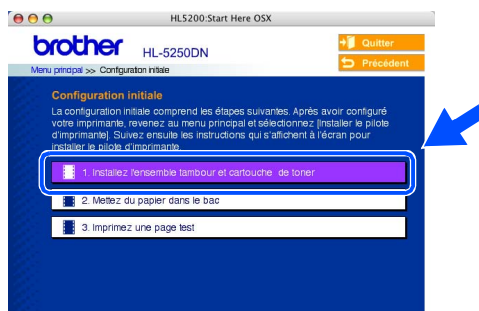 HL5200:Start Here OSX
brother
HL-5250DN
Quitter
Précédent
Menu principal >> Configuration initiale
Configuration initiale
La configuration initiale comprend les étapes suivantes. Après avoir configuré
votre imprimante, revenez au menu principal et sélectionnez [Installer le pilote
d'imprimante]. Suivez ensuite les instructions qui s'affichent à l'écran pour
installer le pilote d'imprimante.
1. Installez l'ensemble tambour et cartouche de toner
2. Mettez du papier dans le bac
3. Imprimez une page test